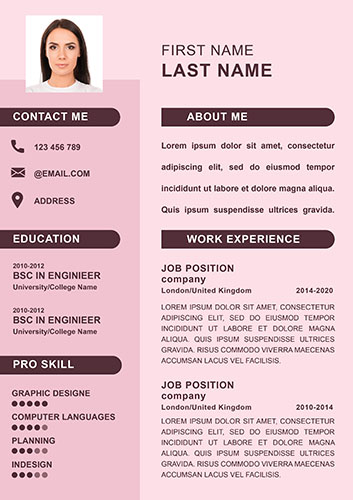 FIRST NAME
LAST NAME
CONTACT ME
123 456 789
@EMAIL.COM
ADDRESS
EDUCATION
2010-2012
BSC IN ENGINIEER
University/College Name
2010-2012
BSC IN ENGINIEER
University/College Name
PRO SKILL
GRAPHIC DESIGNE
COMPUTER LANGUAGES
PLANNING
INDESIGN
ABOUT ME
Lorem ipsum dolor sit amet,
consectetur adipiscing elit, sed do
eiusmod tempor incididunt ut labore
et dolore magna aliqua.
Quis ipsum suspendisse ultrices gravida.
WORK EXPERIENCE
JOB POSITION
company
London/United Kingdom 2014-2020
LOREM IPSUM DOLOR SIT AMET,
CONSECTETUR ADIPISCING ELIT, SED DO
EIUSMOD TEMPOR INCIDIDUNT UT LABORE
ET DOLORE MAGNA ALIQUA. QUIS IPSUM
SUSPENDISSE ULTRICES
GRAVIDA. RISUS COMMODO VIVERRA MAECENAS
ACCUMSAN LACUS VEL FACILISIS.
JOB POSITION
company
London/United Kingdom 2010-2014
LOREM IPSUM DOLOR SIT AMET,
CONSECTETUR ADIPISCING ELIT, SED DO
EIUSMOD TEMPOR INCIDIDUNT UT LABORE
ET DOLORE MAGNA ALIQUA. QUIS IPSUM
SUSPENDISSE ULTRICES
GRAVIDA. RISUS COMMODO VIVERRA MAECENAS
ACCUMSAN LACUS VEL FACILISIS.